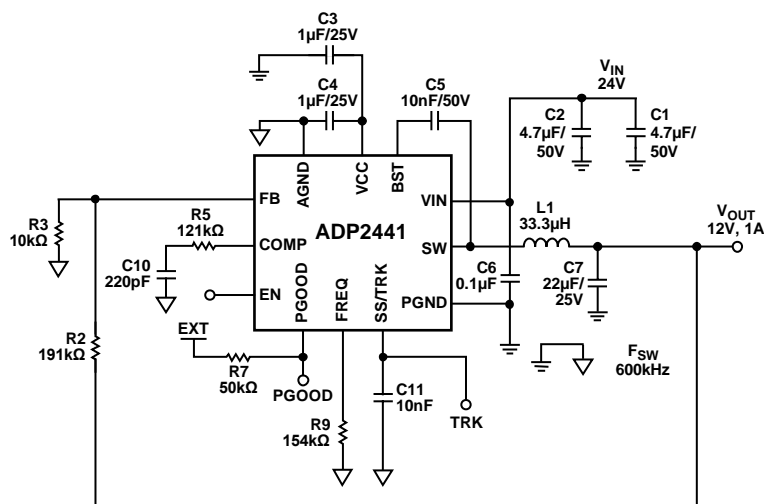 C3
1µF/25V
C4
1µF/25V
C5
10nF/50V
VIN
24V
C2
4.7µF/
50V
C1
4.7µF/
50V
AGND
VCC
BST
FB
VIN
ADP2441
R3
10kΩ
R5
121kΩ
COMP
SW
L1
33.3µH
VOUT
12V, 1A
C10
220pF
EN
PGOOD
FREQ
SS/TRK
PGND
C6
0.1µF
C7
22µF/
25V
EXT
R2
191kΩ
R7
50kΩ
PGOOD
R9
154kΩ
C11
10nF
TRK
FSW
600kHz